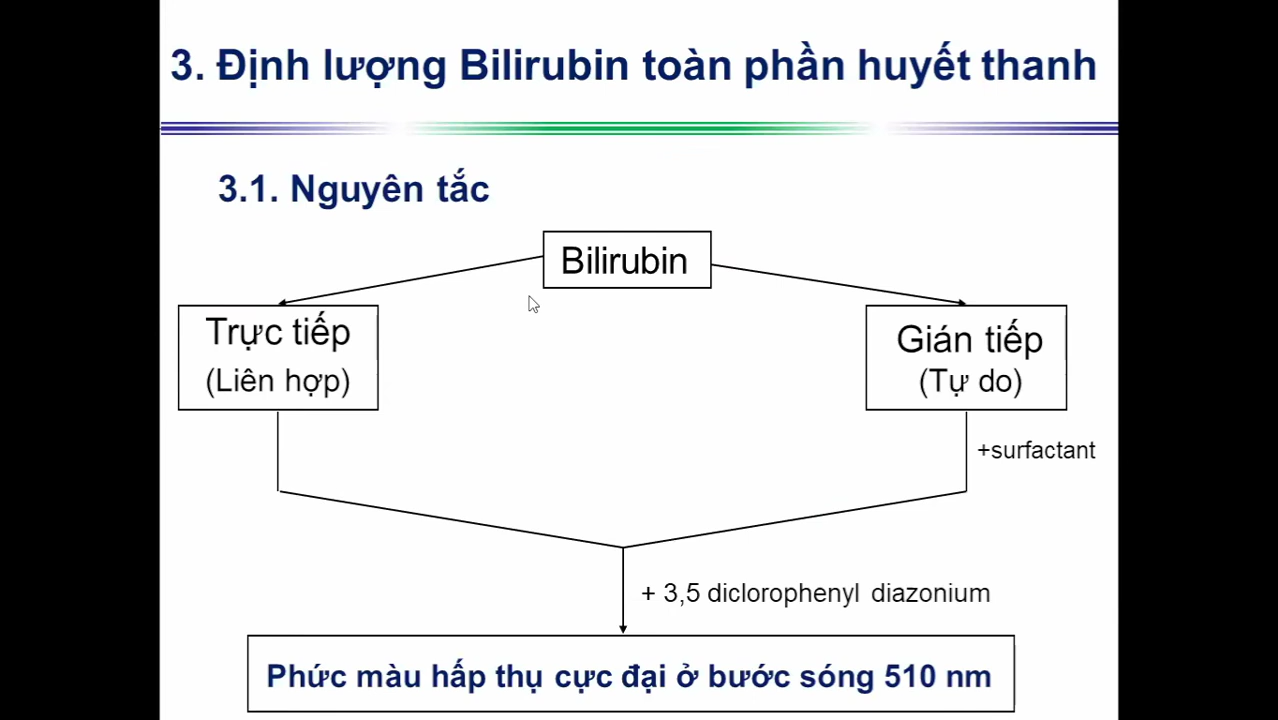 3. Định lượng Bilirubin toàn phần huyết thanh
3.1. Nguyên tắc
Bilirubin
Trực tiếp
(Liên hợp)
Gián tiếp
(Tự do)
+surfactant
+ 3,5 diclorophenyl diazonium
Phức màu hấp thụ cực đại ở bước sóng 510 nm